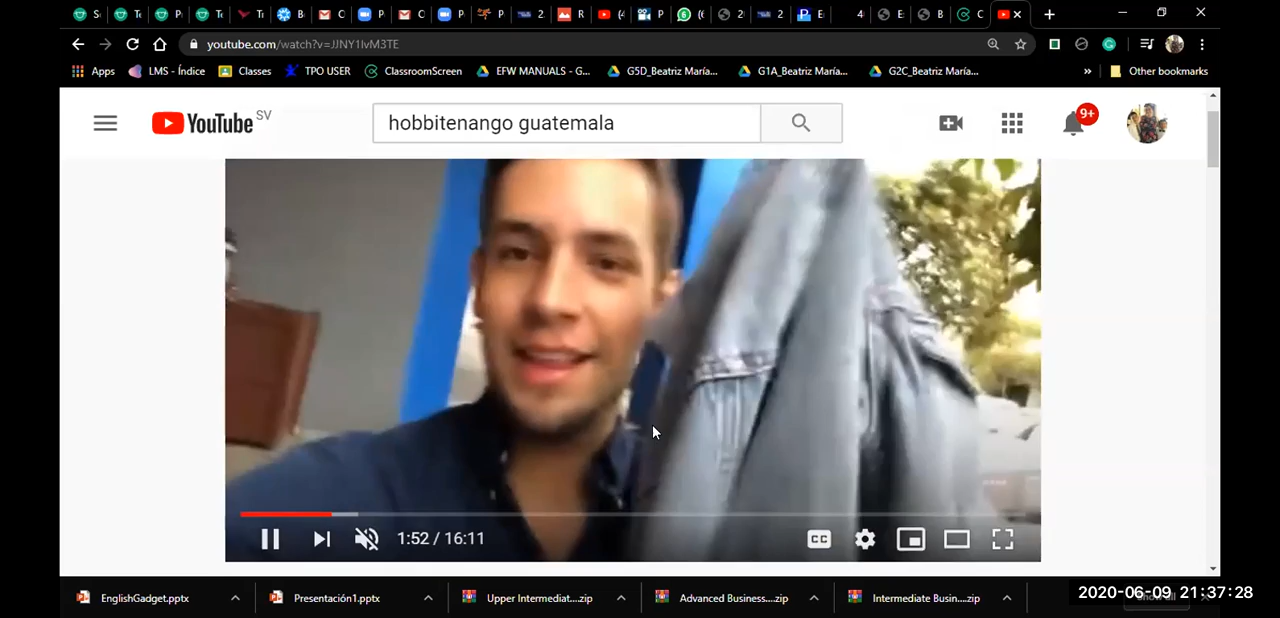 youtube.com/watch?v=JJNY1IvM3TE
Apps LMS - Índice Classes TPO USER ClassroomScreen EFW MANUALS - G... G5D_Beatriz María... G1A_Beatriz María... G2C_Beatriz María... » Other bookmarks
YouTube SV hobbitenango guatemala 9+
1:52 / 16:11 CC
EnglishGadget.pptx Presentación1.pptx Upper Intermediat....zip Advanced Business....zip Intermediate Busin....zip
2020-06-09 21:37:28